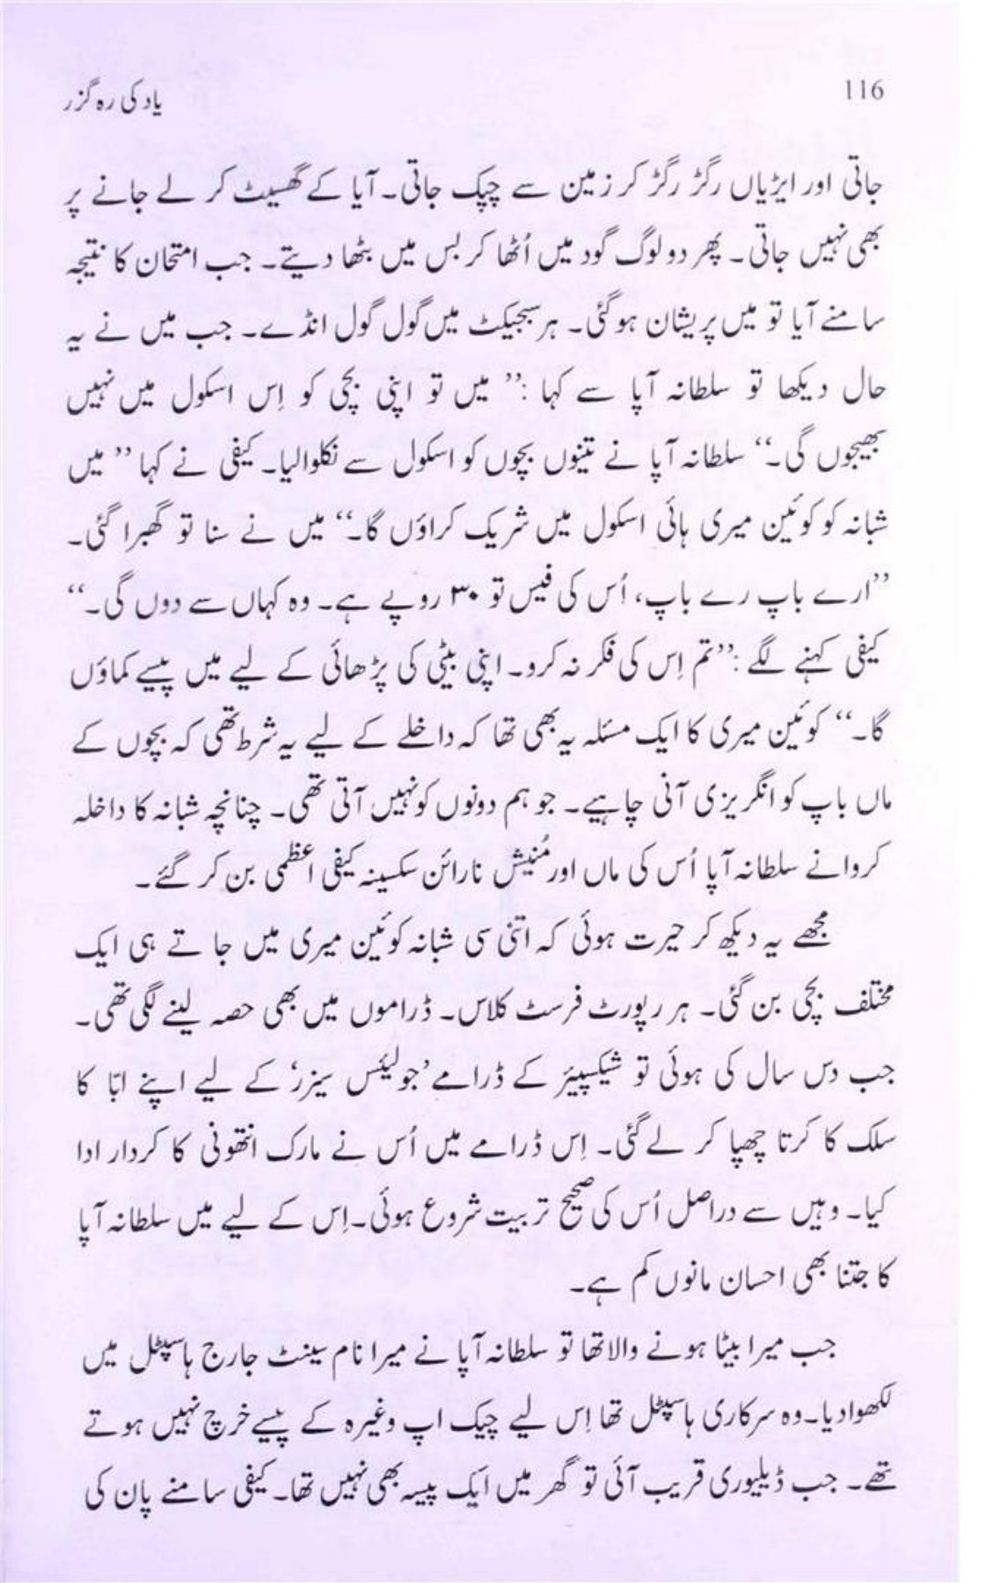 116
یاد کی رہ گزر
جاتی اور ایڑیاں رگڑ رگڑ کر زمین سے چپک جاتی۔ آیا کے گھسیٹ کر لے جانے پر
بھی نہیں جاتی۔ پھر دو لوگ گود میں اُٹھا کر بس میں بٹھا دیتے۔ جب امتحان کا نتیجہ
سامنے آیا تو میں پریشان ہوگئی۔ ہر سبجیکٹ میں گول گول انڈے۔ جب میں نے یہ
حال دیکھا تو سلطانہ آپا سے کہا :’’ میں تو اپنی بچی کو اِس اسکول میں نہیں
بھیجوں گی۔‘‘ سلطانہ آپا نے تینوں بچوں کو اسکول سے نکلوالیا۔ کیفی نے کہا ’’ میں
شبانہ کو کوئین میری ہائی اسکول میں شریک کراؤں گا۔‘‘ میں نے سنا تو گھبرا گئی۔
’’ارے باپ رے باپ، اُس کی فیس تو ۳۰ روپے ہے۔ وہ کہاں سے دوں گی۔‘‘
کیفی کہنے لگے :’’تم اِس کی فکر نہ کرو۔ اپنی بیٹی کی پڑھائی کے لیے میں پیسے کماؤں
گا۔‘‘ کوئین میری کا ایک مسئلہ یہ بھی تھا کہ داخلے کے لیے یہ شرط تھی کہ بچوں کے
ماں باپ کو انگریزی آنی چاہیے۔ جو ہم دونوں کو نہیں آتی تھی۔ چنانچہ شبانہ کا داخلہ
کروانے سلطانہ آپا اُس کی ماں اور مُنیش نارائن سکسینہ کیفی اعظمی بن کر گئے۔
مجھے یہ دیکھ کر حیرت ہوئی کہ اتنی سی شبانہ کوئین میری میں جاتے ہی ایک
مختلف بچی بن گئی۔ ہر رپورٹ فرسٹ کلاس۔ ڈراموں میں بھی حصہ لینے لگی تھی۔
جب دس سال کی ہوئی تو شیکسپیئر کے ڈرامے ’جولیئس سیزر‘ کے لیے اپنے ابّا کا
سلک کا کرتا چھپا کر لے گئی۔ اِس ڈرامے میں اُس نے مارک انتھونی کا کردار ادا
کیا۔ وہیں سے دراصل اُس کی صحیح تربیت شروع ہوئی۔ اِس کے لیے میں سلطانہ آپا
کا جتنا بھی احسان مانوں کم ہے۔
جب میرا بیٹا ہونے والا تھا تو سلطانہ آپا نے میرا نام سینٹ جارج ہاسپٹل میں
لکھوادیا۔ وہ سرکاری ہاسپٹل تھا اِس لیے چیک اپ وغیرہ کے پیسے خرچ نہیں ہوتے
تھے۔ جب ڈیلیوری قریب آئی تو گھر میں ایک پیسہ بھی نہیں تھا۔ کیفی سامنے پان کی